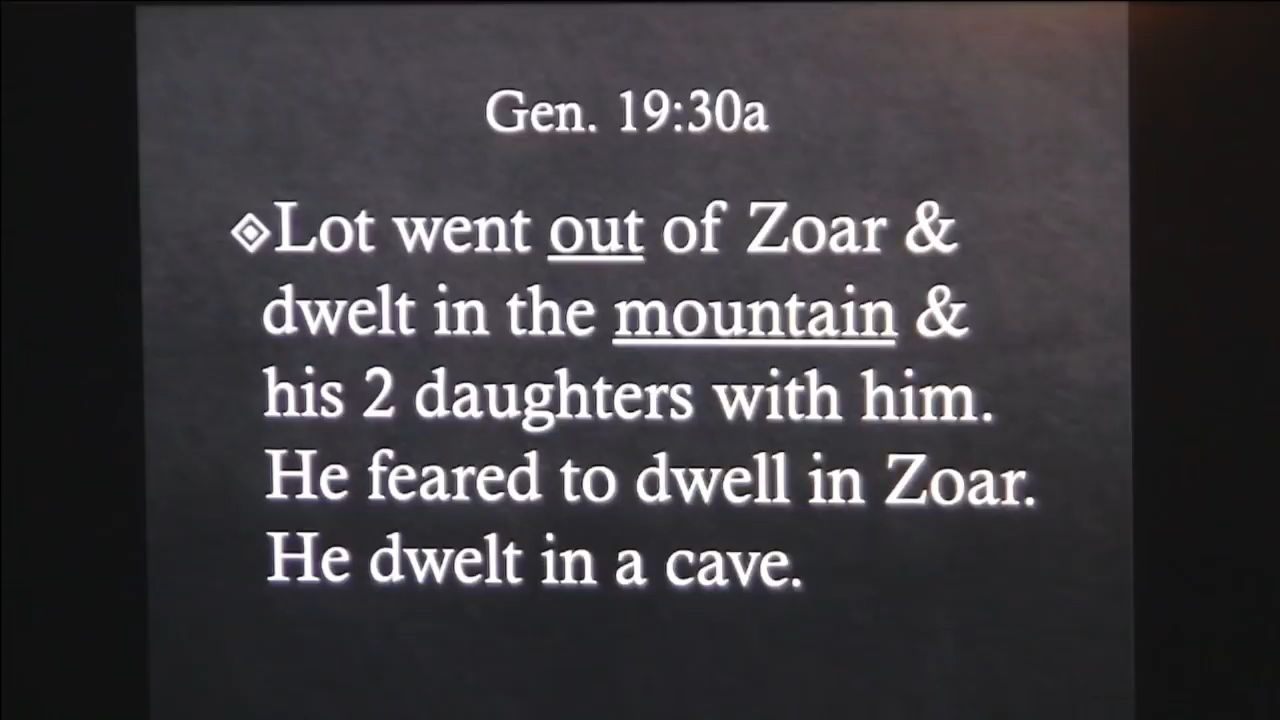 Gen. 19:30a
Lot went out of Zoar &
dwelt in the mountain &
his 2 daughters with him.
He feared to dwell in Zoar.
He dwelt in a cave.